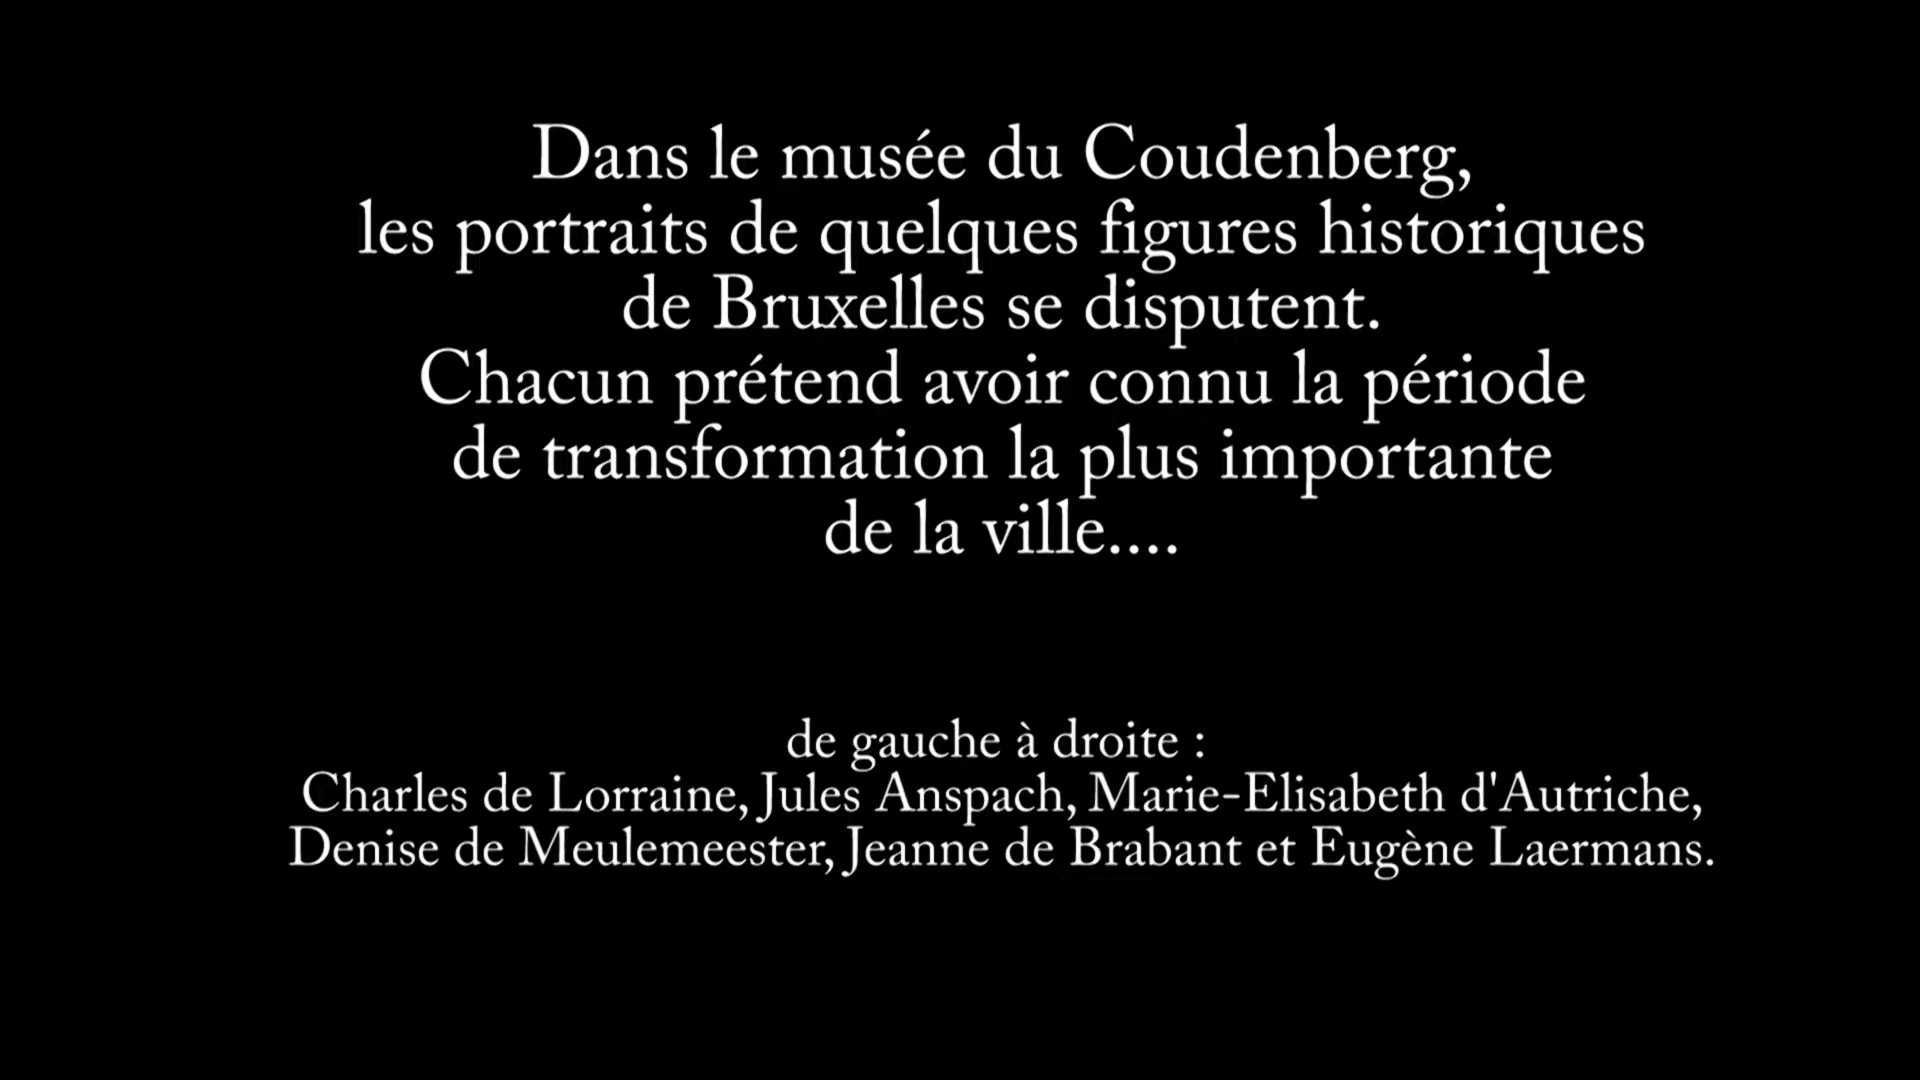 Dans le musée du Coudenberg,
les portraits de quelques figures historiques
de Bruxelles se disputent.
Chacun prétend avoir connu la période
de transformation la plus importante
de la ville....
de gauche à droite :
Charles de Lorraine, Jules Anspach, Marie-Elisabeth d'Autriche,
Denise de Meulemeester, Jeanne de Brabant et Eugène Laermans.